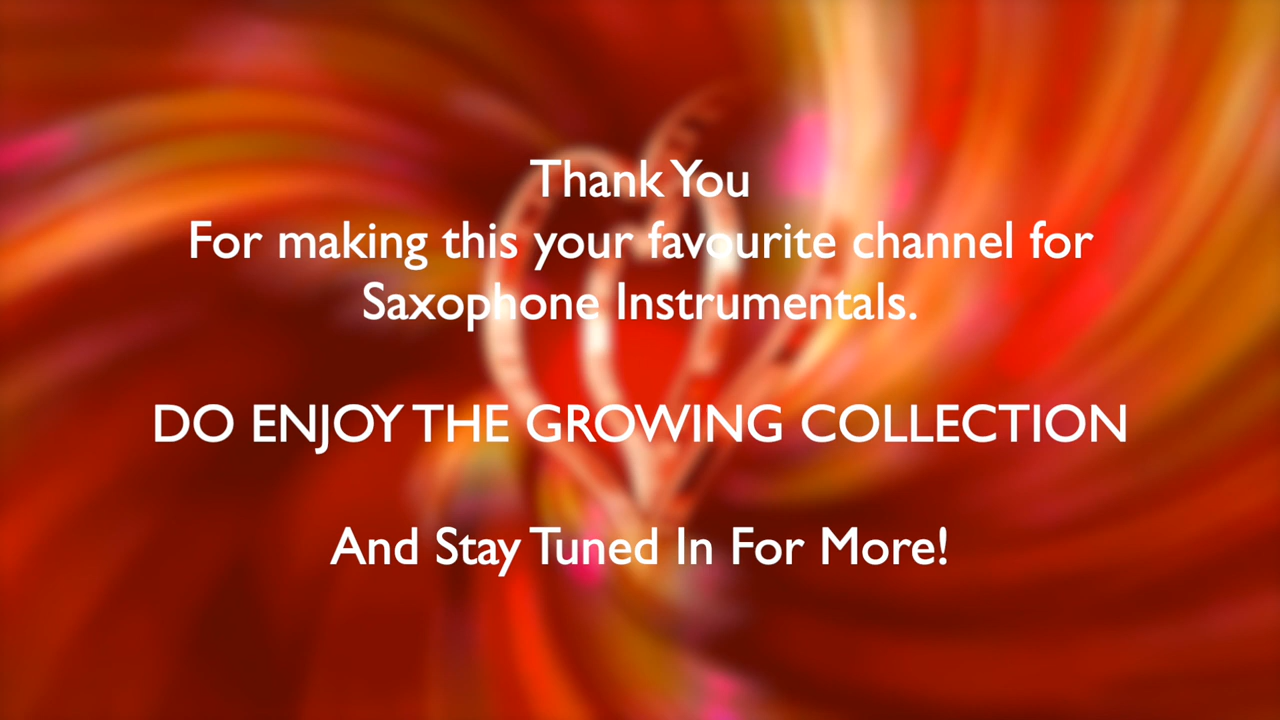 Thank You
For making this your favourite channel for
Saxophone Instrumentals.
DO ENJOY THE GROWING COLLECTION
And Stay Tuned In For More!